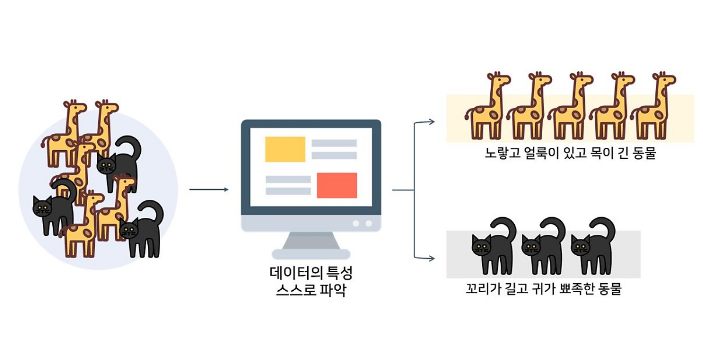 노랗고 얼룩이 있고 목이 긴 동물
데이터의 특성
스스로 파악
꼬리가 길고 귀가 뾰족한 동물